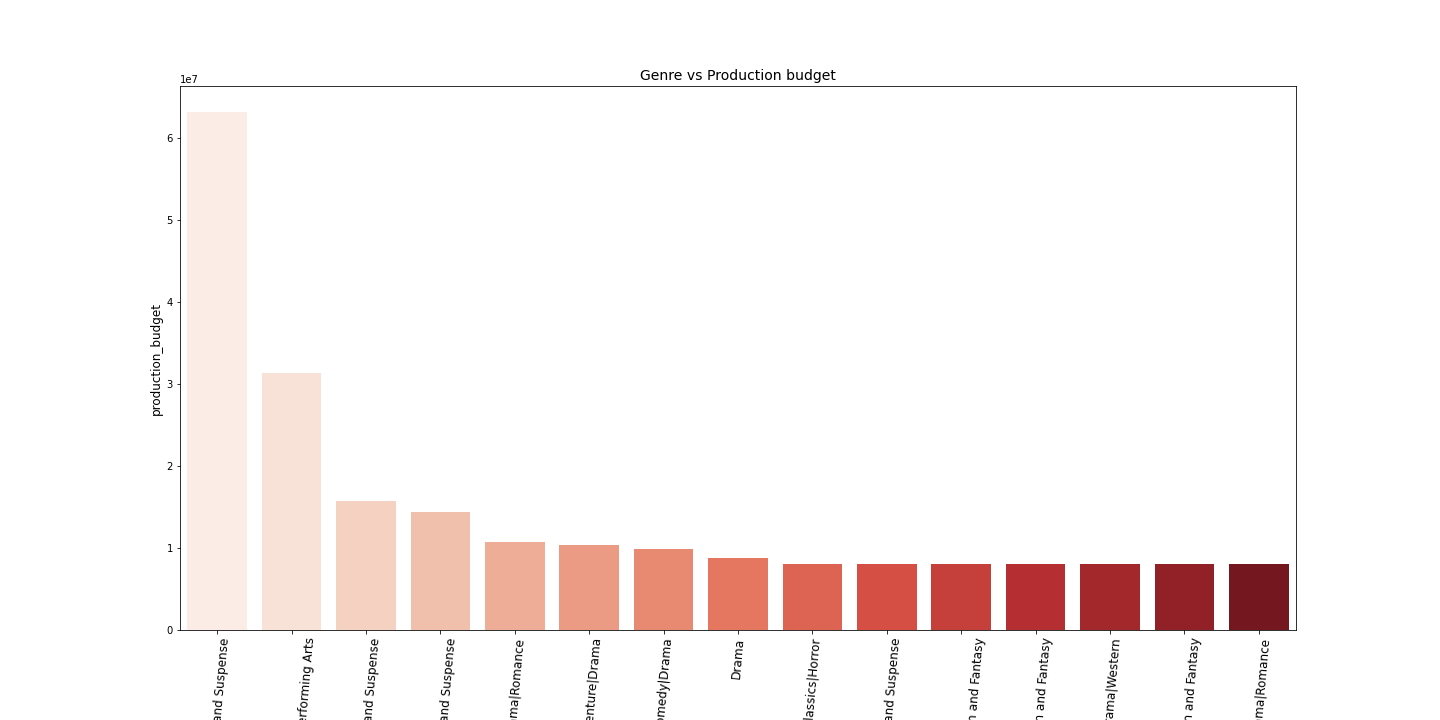 Genre vs Production budget
1e7
6
5
4
3
2
1
0
production_budget
and Suspense
erforming Arts
and Suspense
and Suspense
ma|Romance
enture|Drama
omedy|Drama
Drama
lassics|Horror
and Suspense
n and Fantasy
n and Fantasy
rama|Western
n and Fantasy
ma|Romance